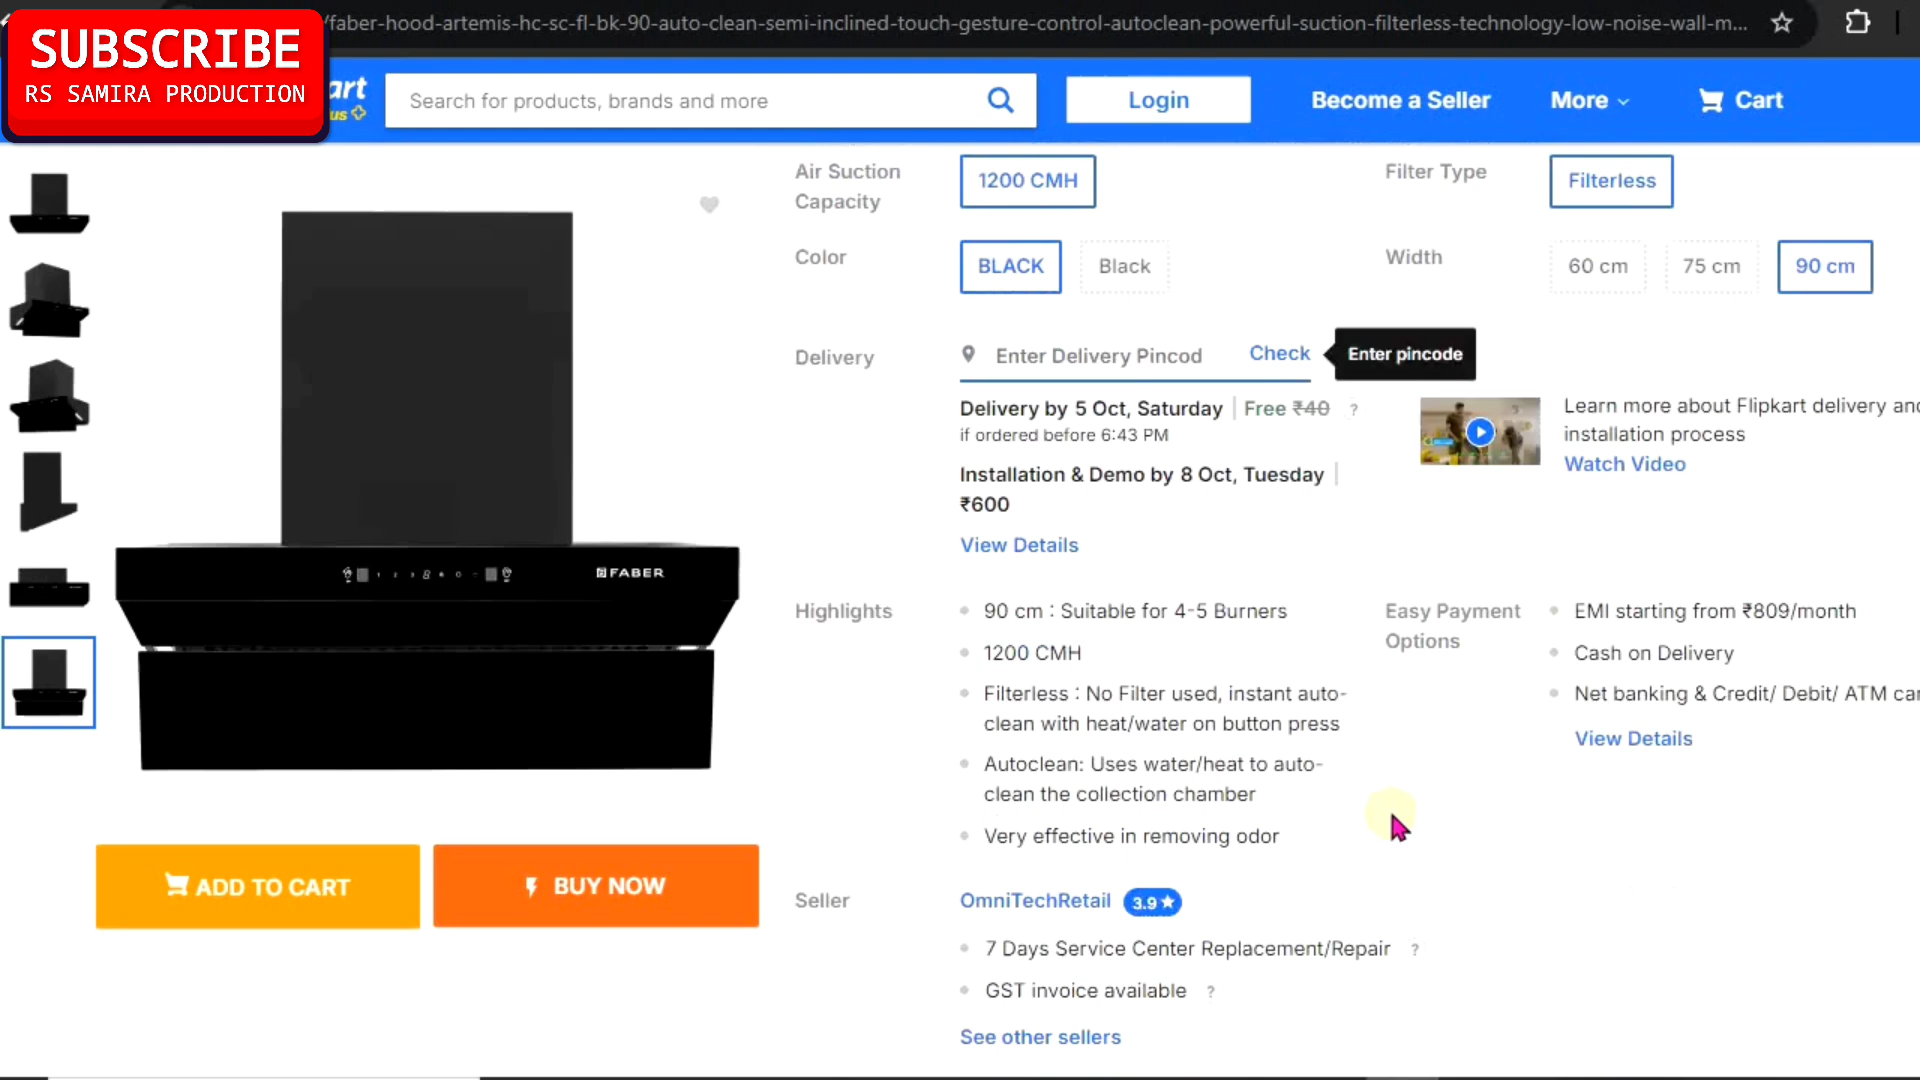 /faber-hood-artemis-hc-sc-fl-bk-90-auto-clean-semi-inclined-touch-gesture-control-autoclean-powerful-suction-filterless-technology-low-noise-wall-m...
SUBSCRIBE
RS SAMIRA PRODUCTION
art
us
Search for products, brands and more
Login
Become a Seller
More
Cart
Air Suction
Capacity
1200 CMH
Filter Type
Filterless
Color
BLACK
Black
Width
60 cm
75 cm
90 cm
Delivery
Enter Delivery Pincod
Check
Enter pincode
Delivery by 5 Oct, Saturday | Free ₹40 ?
if ordered before 6:43 PM
Installation & Demo by 8 Oct, Tuesday |
₹600
View Details
Learn more about Flipkart delivery and
installation process
Watch Video
FABER
Highlights
90 cm : Suitable for 4-5 Burners
1200 CMH
Filterless : No Filter used, instant auto-
clean with heat/water on button press
Autoclean: Uses water/heat to auto-
clean the collection chamber
Very effective in removing odor
Easy Payment
Options
EMI starting from ₹809/month
Cash on Delivery
Net banking & Credit/ Debit/ ATM car
View Details
ADD TO CART
BUY NOW
Seller
OmniTechRetail
3.9★
7 Days Service Center Replacement/Repair ?
GST invoice available ?
See other sellers